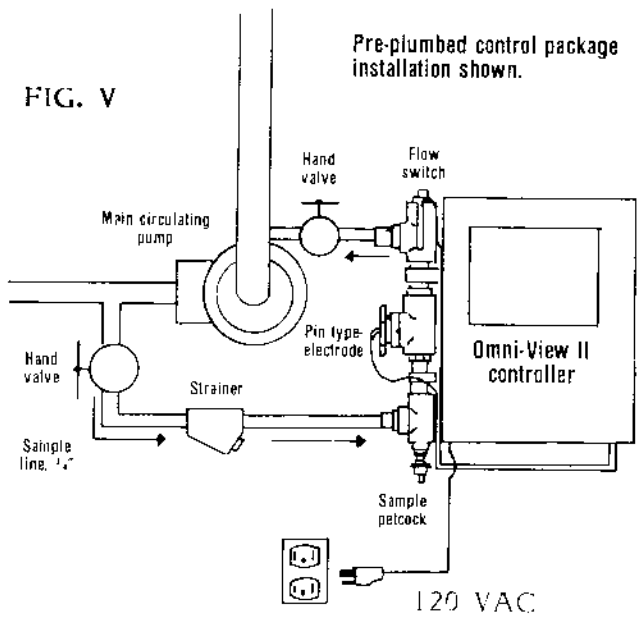 Pre-plumbed control package
installation shown.
FIG. V
Hand
valve
Flow
switch
Main circulating
pump
Pin type
electrode
Omni-View II
controller
Hand
valve
Strainer
Sample
line,
Sample
petcock
120 VAC